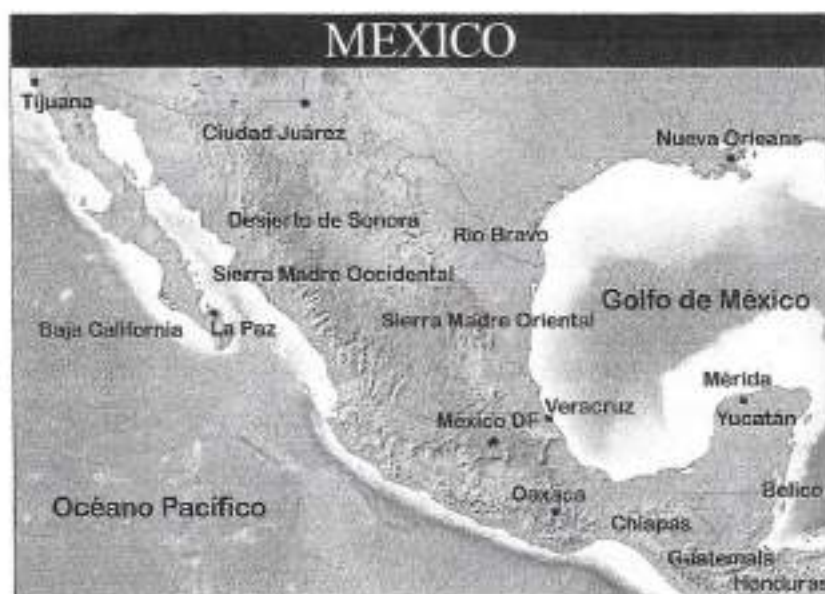 MEXICO
Tijuana
Ciudad Juárez
Nueva Orleans
Desierto de Sonora
Rio Bravo
Sierra Madre Occidental
Golfo de México
Baja California
La Paz
Sierra Madre Oriental
Mérida
Veracruz
Yucatán
México DF
Océano Pacífico
Oaxaca
Belice
Chiapas
Guatemala
Honduras